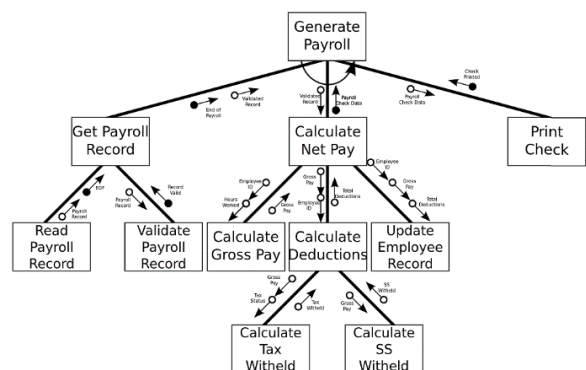 Generate
Payroll
Check
Printed
Validated
Record
End of
Payroll
Validated
Record
Payroll
Check Data
Payroll
Check Data
Get Payroll
Record
Calculate
Net Pay
Print
Check
EOF
Payroll
Record
Payroll
Record
Record
Valid
Employee
ID
Hours
Worked
Gross
Pay
Gross
Pay
Employee
ID
Total
Deductions
Employee
ID
Gross
Pay
Total
Deductions
Read
Payroll
Record
Validate
Payroll
Record
Calculate
Gross Pay
Calculate
Deductions
Update
Employee
Record
Gross
Pay
Tax
Status
Tax
Witheld
Gross
Pay
SS
Witheld
Calculate
Tax
Witheld
Calculate
SS
Witheld